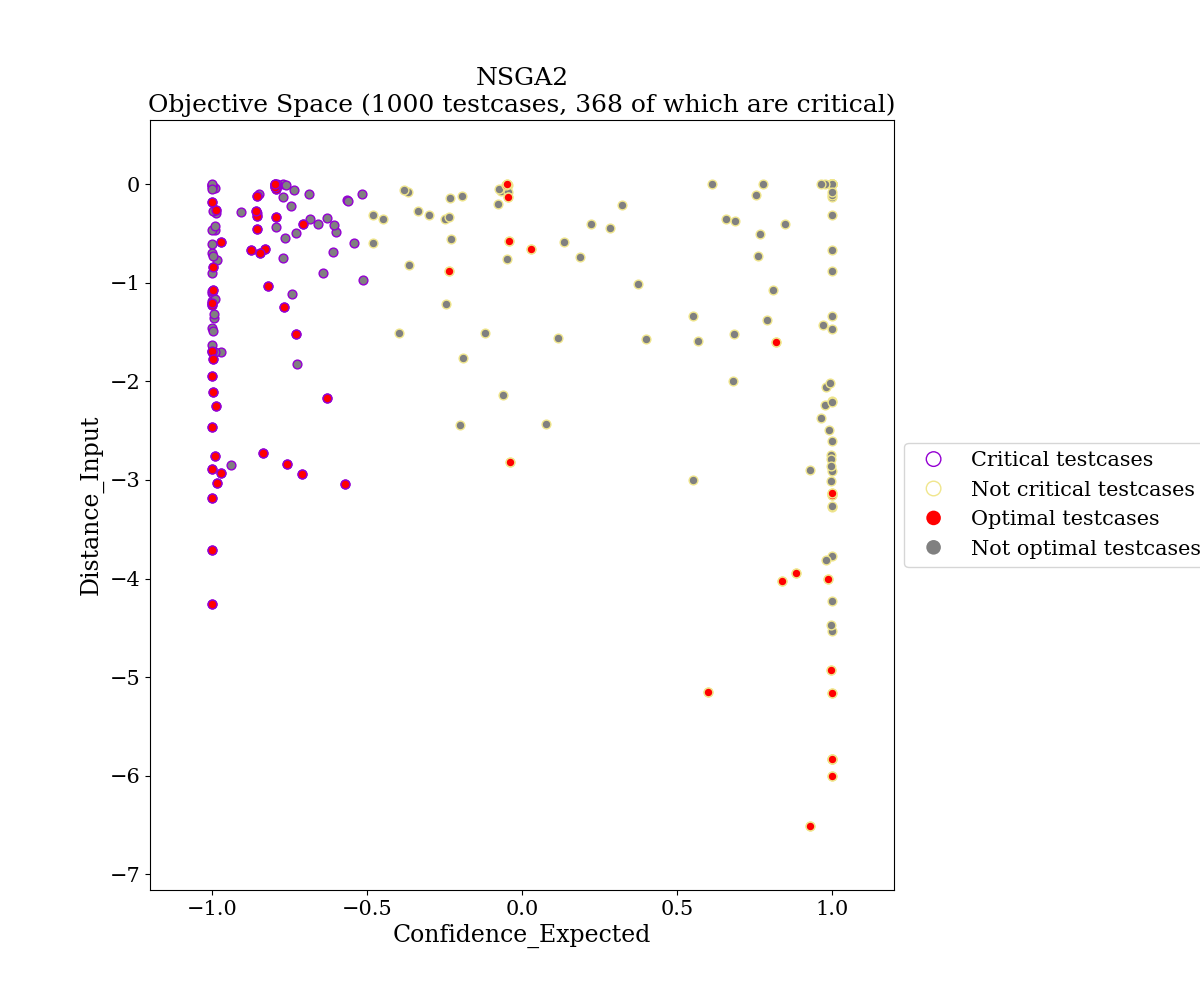 NSGA2
Objective Space (1000 testcases, 368 of which are critical)
0
−1
−2
−3
−4
−5
−6
−7
Distance_Input
−1.0
−0.5
0.0
0.5
1.0
Confidence_Expected
Critical testcases
Not critical testcases
Optimal testcases
Not optimal testcases